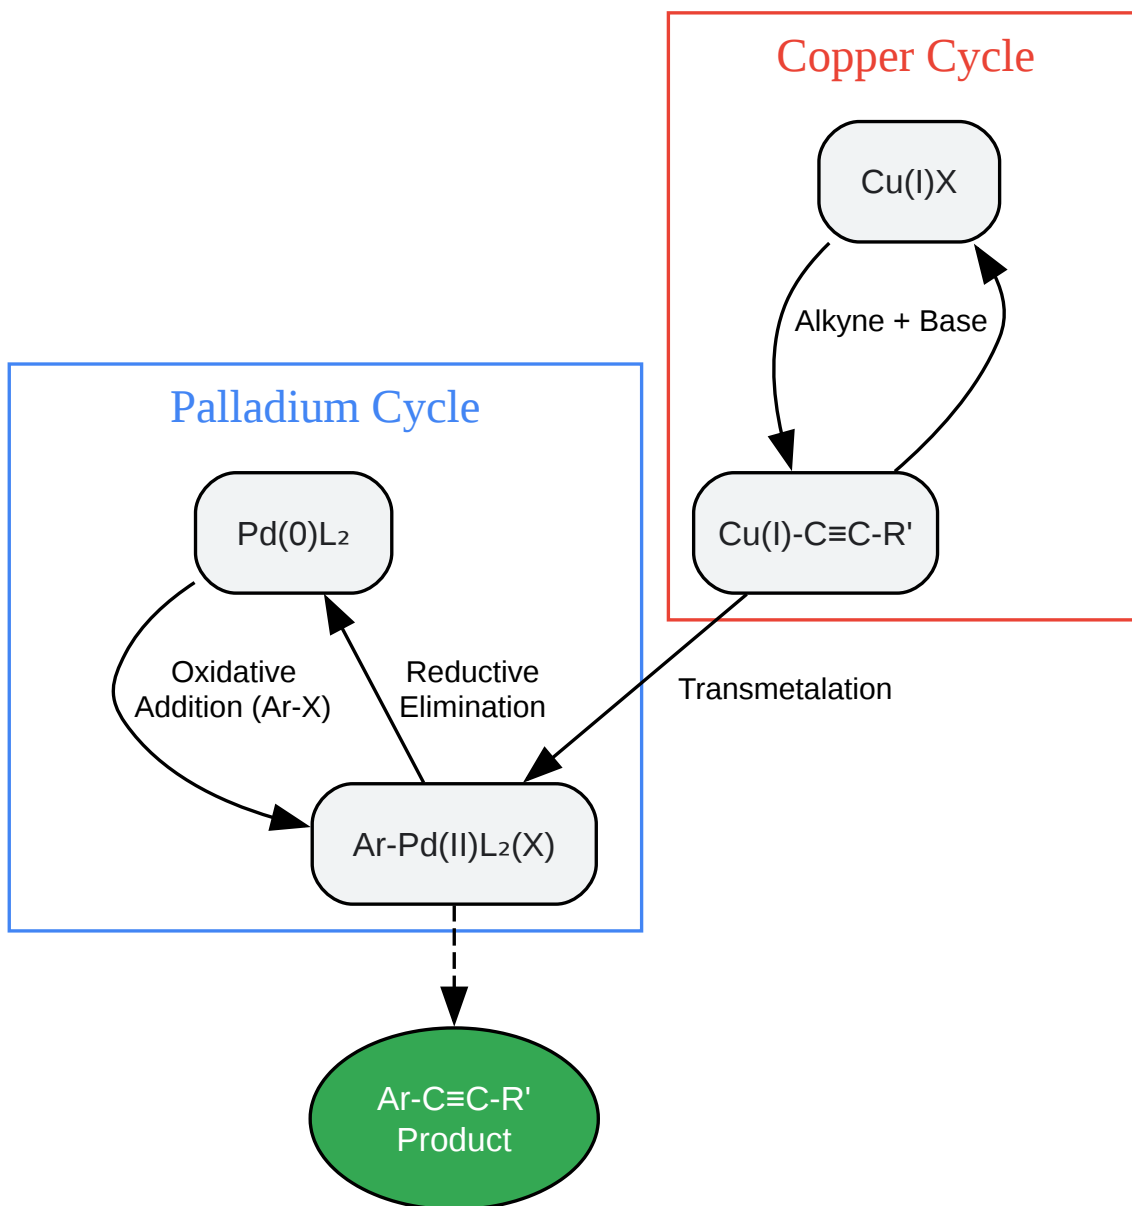 Copper Cycle
Cu(I)X
Alkyne + Base
Palladium Cycle
Pd(0)L₂
Cu(I)-C≡C-R'
Oxidative
Addition (Ar-X)
Reductive
Elimination
Transmetalation
Ar-Pd(II)L₂(X)
Ar-C≡C-R'
Product